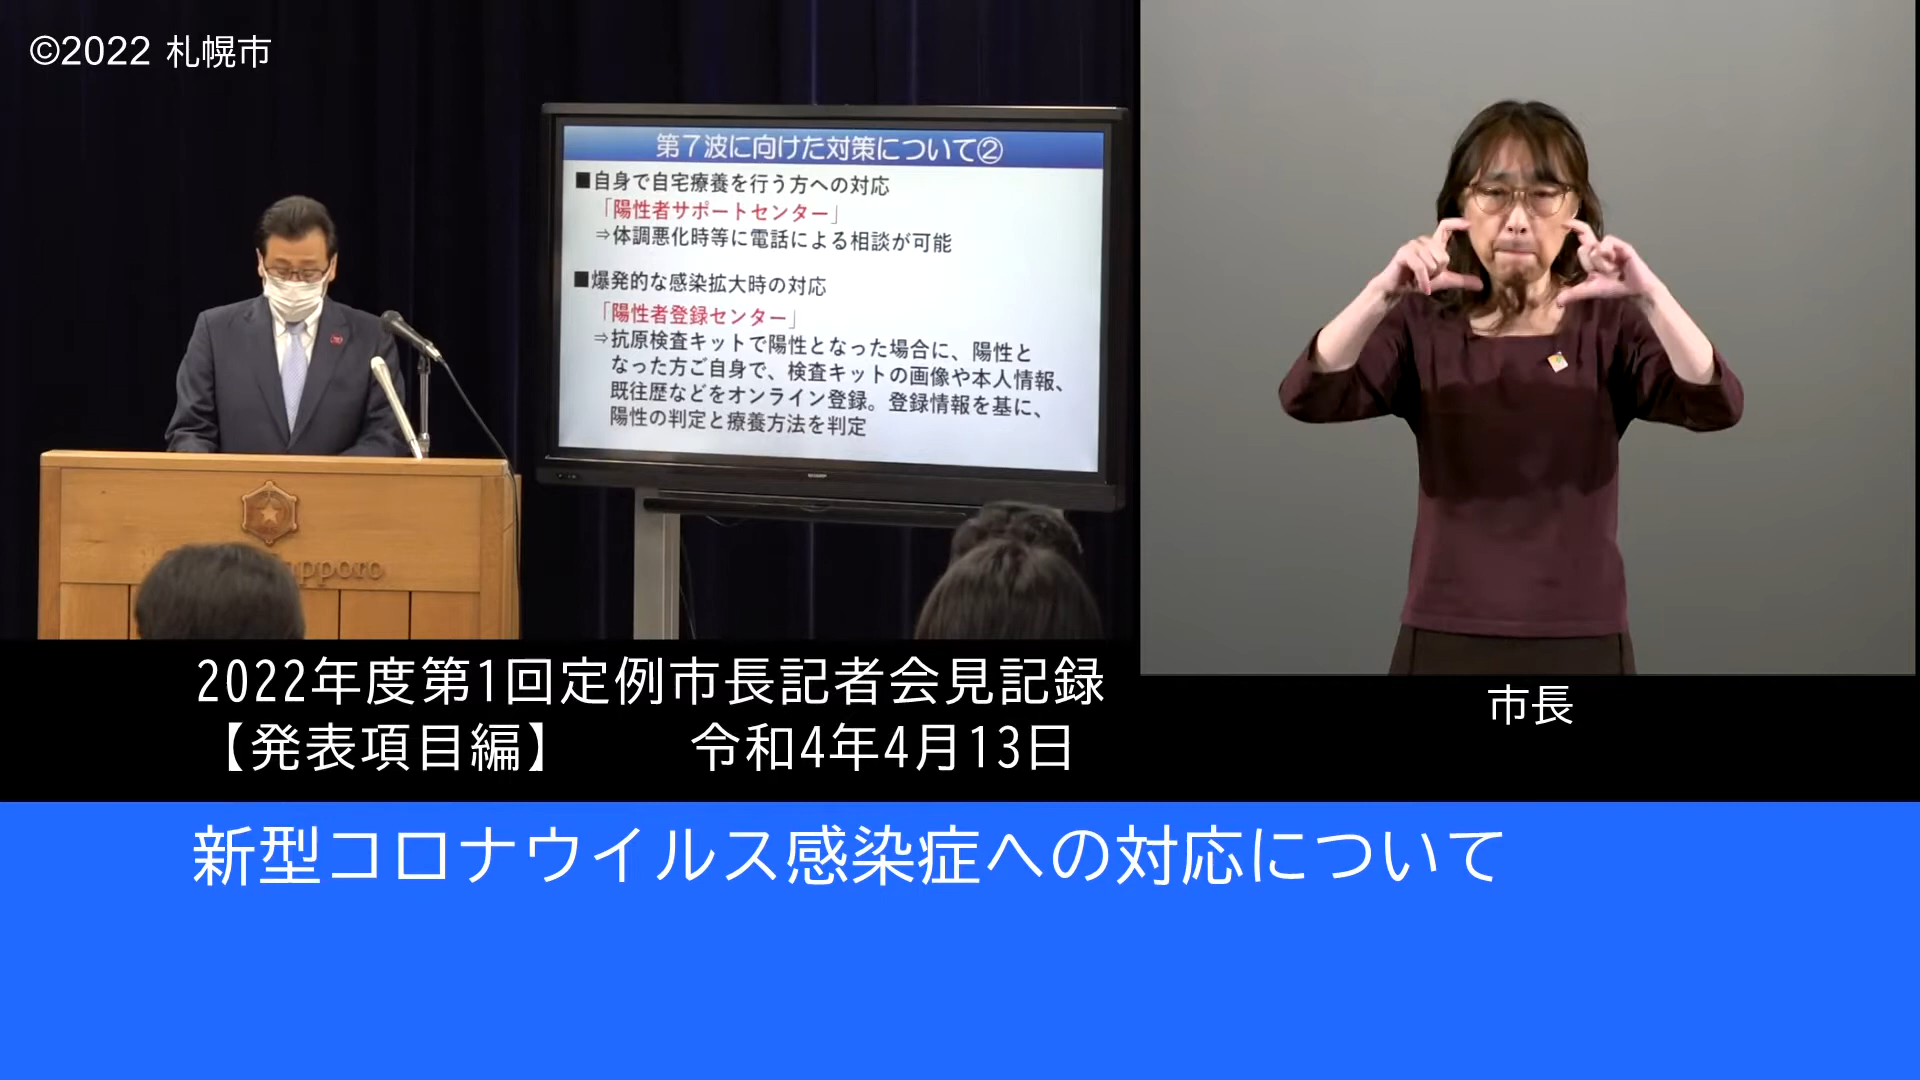 ©2022 札幌市
第7波に向けた対策について②
■自身で自宅療養を行う方への対応
「陽性者サポートセンター」
⇒体調悪化時等に電話による相談が可能
■爆発的な感染拡大時の対応
「陽性者登録センター」
⇒抗原検査キットで陽性となった場合に、陽性と
なった方ご自身で、検査キットの画像や本人情報、
既往歴などをオンライン登録。登録情報を基に、
陽性の判定と療養方法を判定
SHARP
2022年度第1回定例市長記者会見記録
【発表項目編】 令和4年4月13日
市長
新型コロナウイルス感染症への対応について